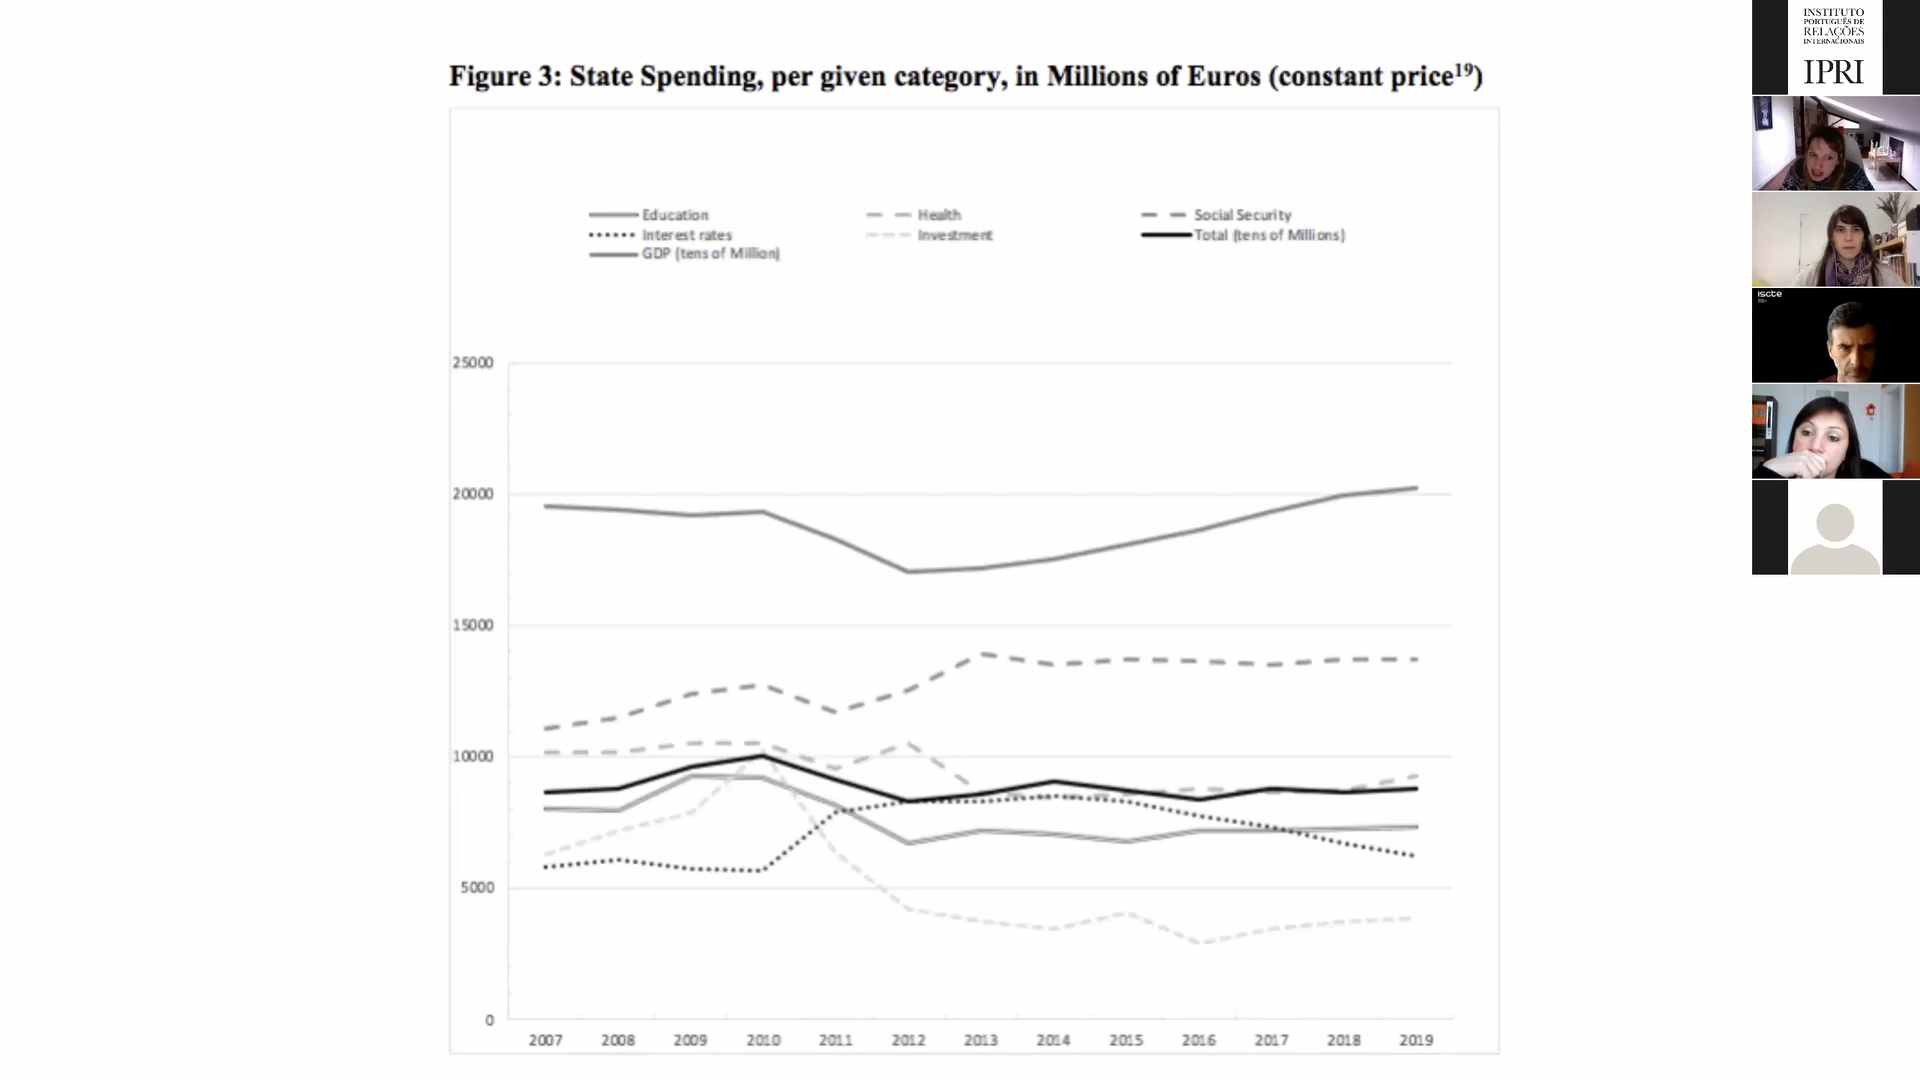 Figure 3: State Spending, per given category, in Millions of Euros (constant price¹⁹)
Education Health Social Security
Interest rates Investment Total (tens of Millions)
GDP (tens of Million)
25000
20000
15000
10000
5000
0
2007 2008 2009 2010 2011 2012 2013 2014 2015 2016 2017 2018 2019
INSTITUTO
PORTUGUÊS DE
RELAÇÕES
INTERNACIONAIS
IPRI
iscte